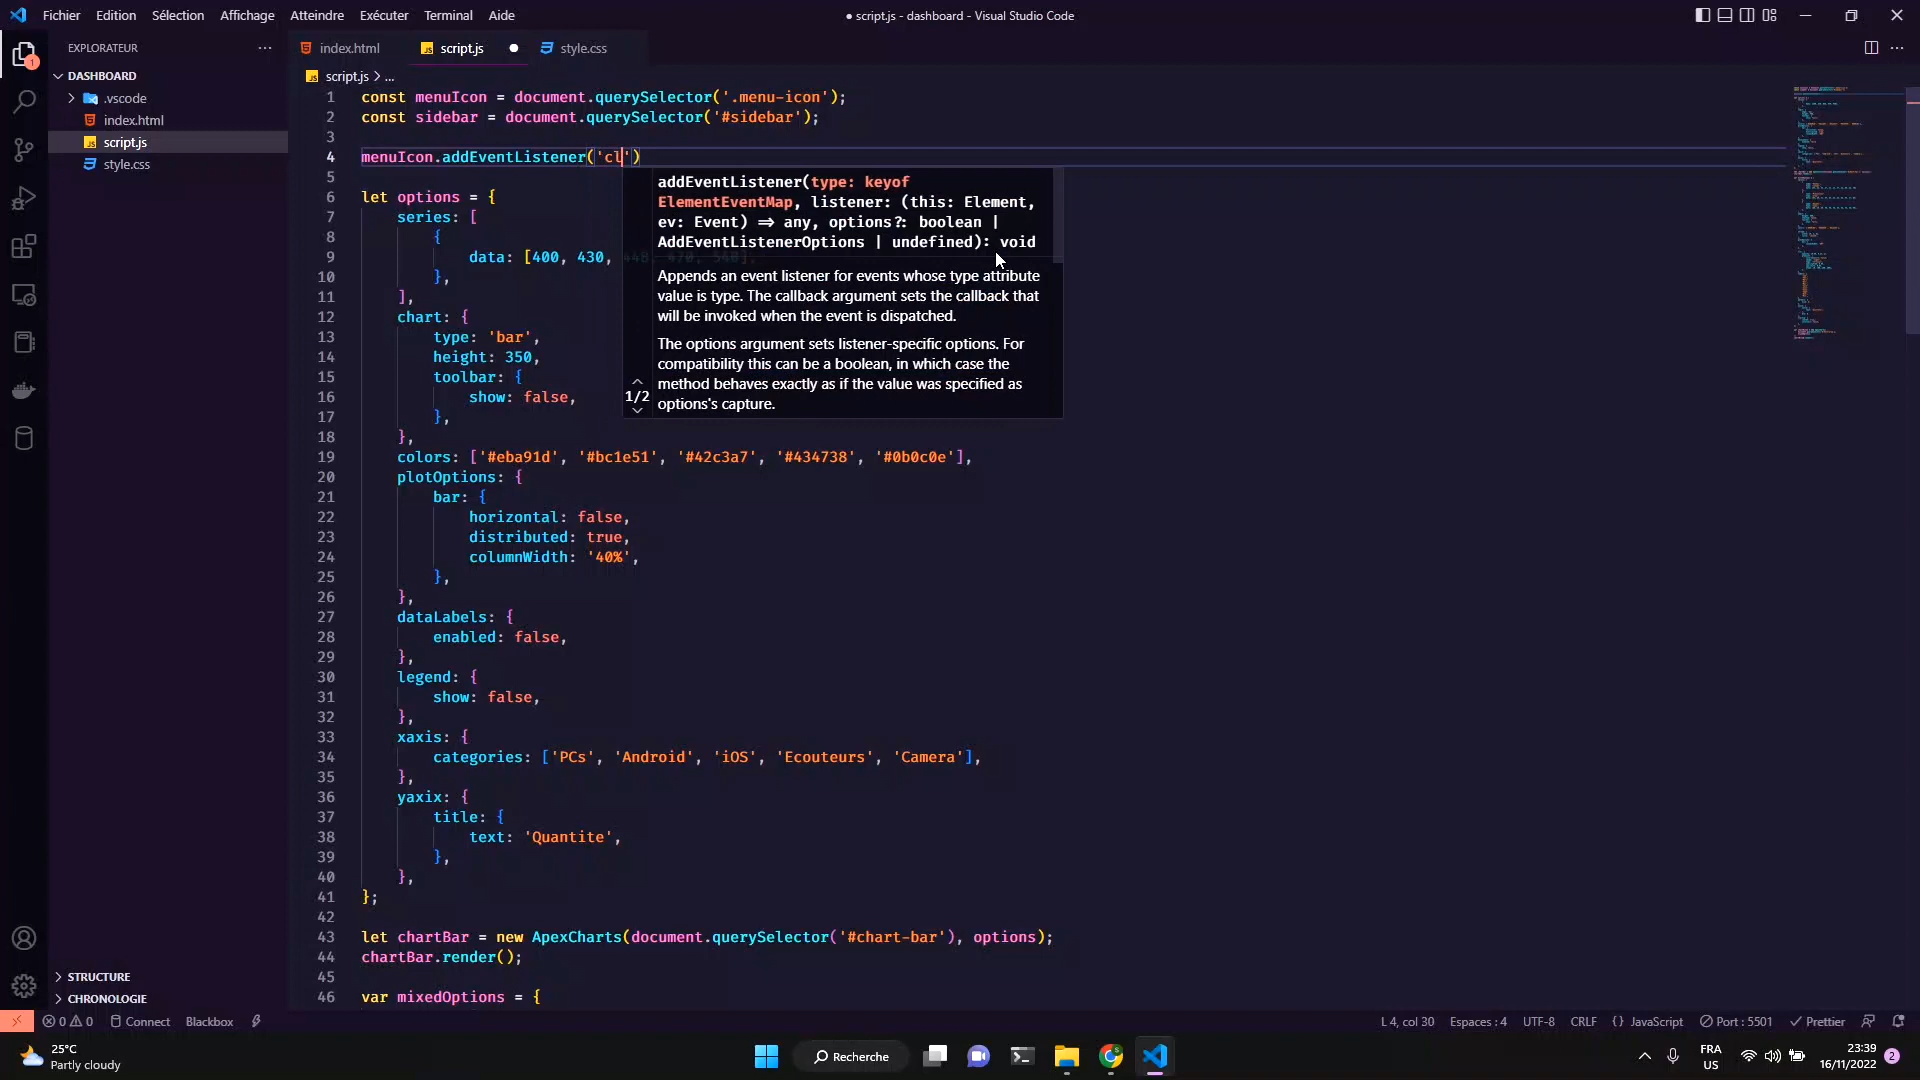 Fichier Edition Sélection Affichage Atteindre Exécuter Terminal Aide
● script.js - dashboard - Visual Studio Code
EXPLORATEUR
index.html script.js style.css
DASHBOARD
.vscode
index.html
script.js
style.css
script.js > ...
1 const menuIcon = document.querySelector('.menu-icon');
2 const sidebar = document.querySelector('#sidebar');
3
4 menuIcon.addEventListener('cl')
5
6 let options = {
7 series: [
8 {
9 data: [400, 430, 448, 470, 540],
10 },
11 ],
12 chart: {
13 type: 'bar',
14 height: 350,
15 toolbar: {
16 show: false,
17 },
18 },
19 colors: ['#eba91d', '#bc1e51', '#42c3a7', '#434738', '#0b0c0e'],
20 plotOptions: {
21 bar: {
22 horizontal: false,
23 distributed: true,
24 columnWidth: '40%',
25 },
26 },
27 dataLabels: {
28 enabled: false,
29 },
30 legend: {
31 show: false,
32 },
33 xaxis: {
34 categories: ['PCs', 'Android', 'iOS', 'Ecouteurs', 'Camera'],
35 },
36 yaxix: {
37 title: {
38 text: 'Quantite',
39 },
40 },
41 };
42
43 let chartBar = new ApexCharts(document.querySelector('#chart-bar'), options);
44 chartBar.render();
45
46 var mixedOptions = {
addEventListener(type: keyof
ElementEventMap, listener: (this: Element,
ev: Event) => any, options?: boolean |
AddEventListenerOptions | undefined): void
Appends an event listener for events whose type attribute
value is type. The callback argument sets the callback that
will be invoked when the event is dispatched.
The options argument sets listener-specific options. For
compatibility this can be a boolean, in which case the
method behaves exactly as if the value was specified as
options's capture.
1/2
STRUCTURE
CHRONOLOGIE
0 0 Connect Blackbox
L 4, col 30 Espaces : 4 UTF-8 CRLF {} JavaScript Port : 5501 Prettier
25°C
Partly cloudy
Recherche
FRA
US
23:39
16/11/2022
2